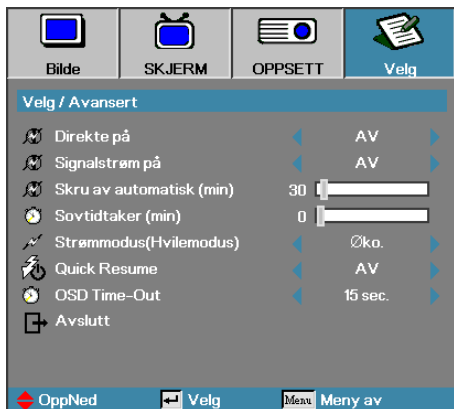 Bilde SKJERM OPPSETT Velg
Velg / Avansert
Direkte på AV
Signalstrøm på AV
Skru av automatisk (min) 30
Sovtidtaker (min) 0
Strømmodus(Hvilemodus) Øko.
Quick Resume AV
OSD Time-Out 15 sec.
Avslutt
OppNed Velg Menu Meny av